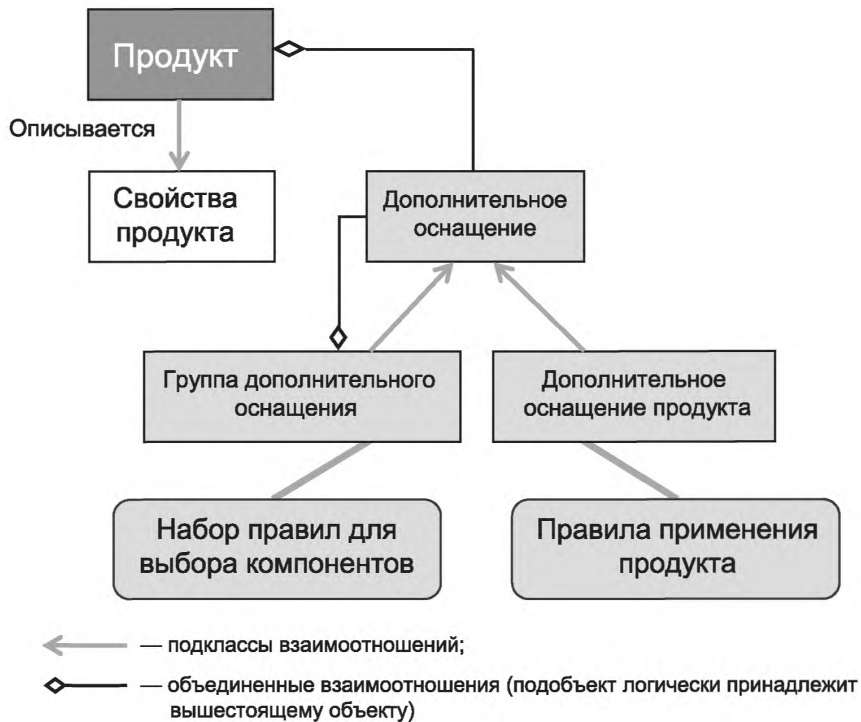 Продукт
Описывается
Свойства
продукта
Дополнительное
оснащение
Группа дополнительного
оснащения
Дополнительное
оснащение продукта
Набор правил для
выбора компонентов
Правила применения
продукта
— подклассы взаимоотношений;
— объединенные взаимоотношения (подобъект логически принадлежит
вышестоящему объекту)